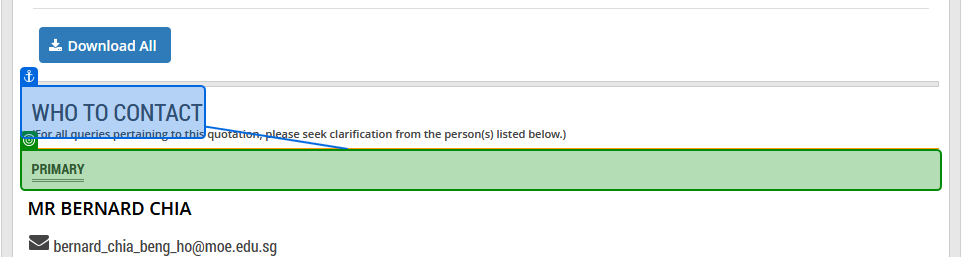 Download All
WHO TO CONTACT
(For all queries pertaining to this quotation, please seek clarification from the person(s) listed below.)
PRIMARY
MR BERNARD CHIA
bernard_chia_beng_ho@moe.edu.sg